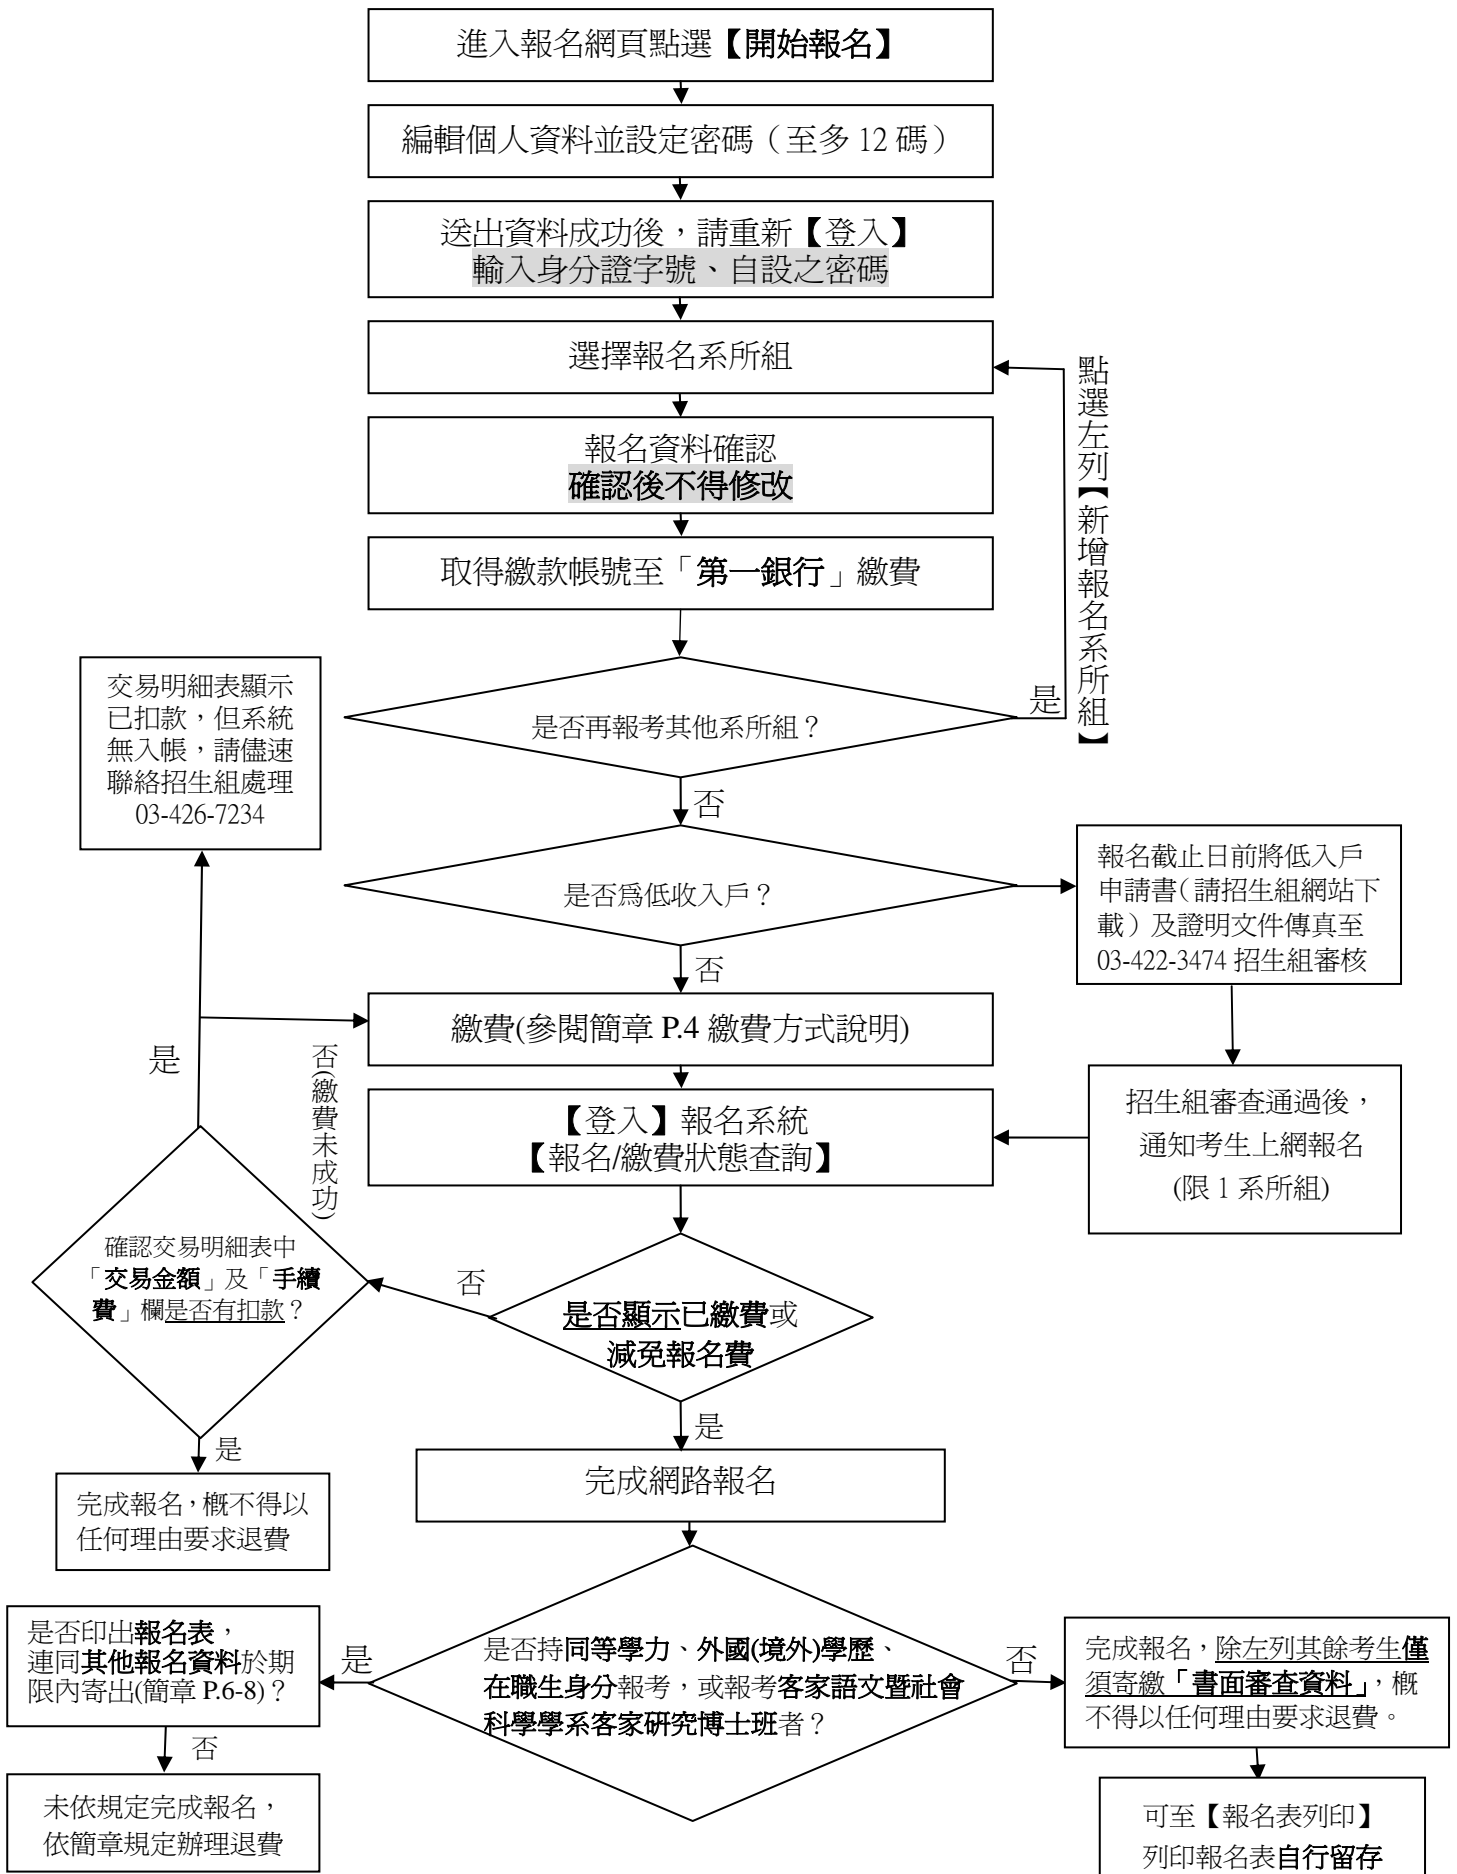 進入報名網頁點選【開始報名】
編輯個人資料並設定密碼（至多 12 碼）
送出資料成功後，請重新【登入】
輸入身分證字號、自設之密碼
選擇報名系所組
報名資料確認
確認後不得修改
取得繳款帳號至「第一銀行」繳費
點選左列【新增報名系所組】
是否再報考其他系所組？
是
否
交易明細表顯示
已扣款，但系統
無入帳，請儘速
聯絡招生組處理
03-426-7234
是否為低收入戶？
否
報名截止日前將低入戶
申請書（請招生組網站下
載）及證明文件傳真至
03-422-3474 招生組審核
繳費(參閱簡章 P.4 繳費方式說明)
是
否(繳費未成功)
【登入】報名系統
【報名/繳費狀態查詢】
招生組審查通過後，
通知考生上網報名
(限 1 系所組)
確認交易明細表中
「交易金額」及「手續
費」欄是否有扣款？
否
是否顯示已繳費或
減免報名費
是
是
完成網路報名
完成報名，概不得以
任何理由要求退費
是否印出報名表，
連同其他報名資料於期
限內寄出(簡章 P.6-8)？
是
是否持同等學力、外國(境外)學歷、
在職生身分報考，或報考客家語文暨社會
科學學系客家研究博士班者？
否
完成報名，除左列其餘考生僅
須寄繳「書面審查資料」，概
不得以任何理由要求退費。
否
未依規定完成報名，
依簡章規定辦理退費
可至【報名表列印】
列印報名表自行留存